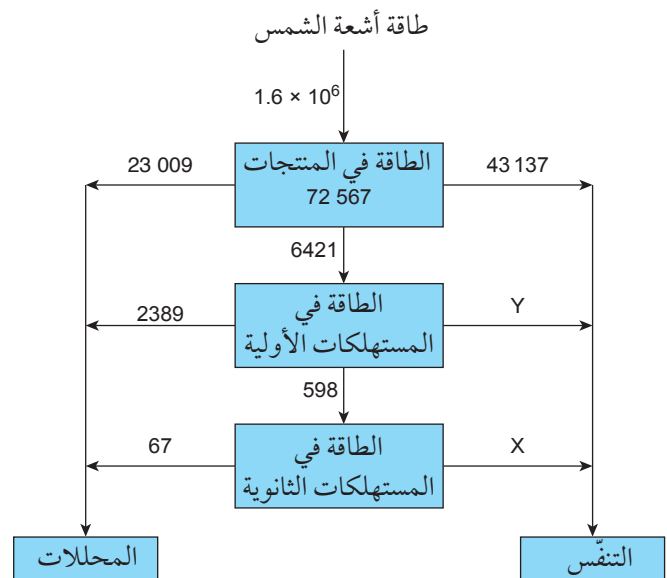 طاقة أشعة الشمس
1.6 × 10⁶
23 009
الطاقة في المنتجات
72 567
43 137
6421
2389
الطاقة في
المستهلكات الأولية
Y
598
67
الطاقة في
المستهلكات الثانوية
X
المحللات
التنفّس